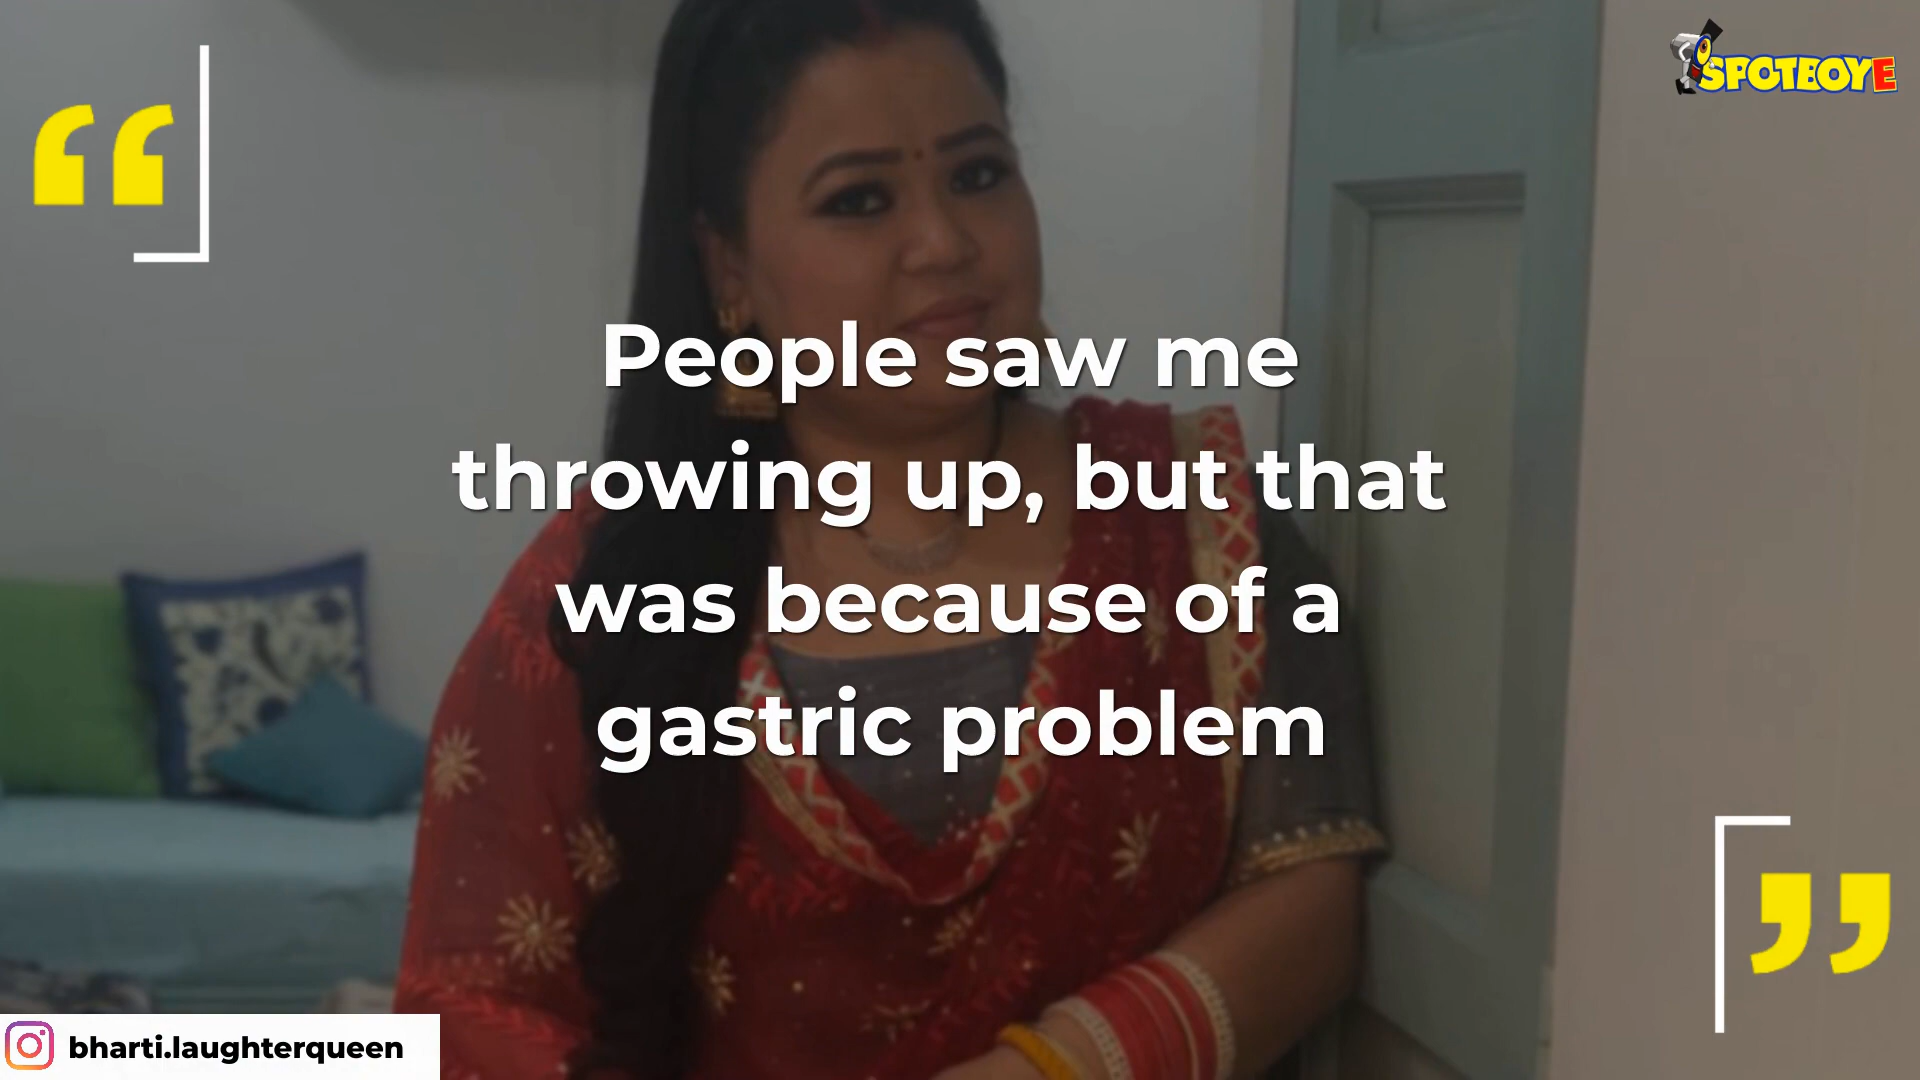 SPOTBOYE
“
People saw me
throwing up, but that
was because of a
gastric problem
”
bharti.laughterqueen